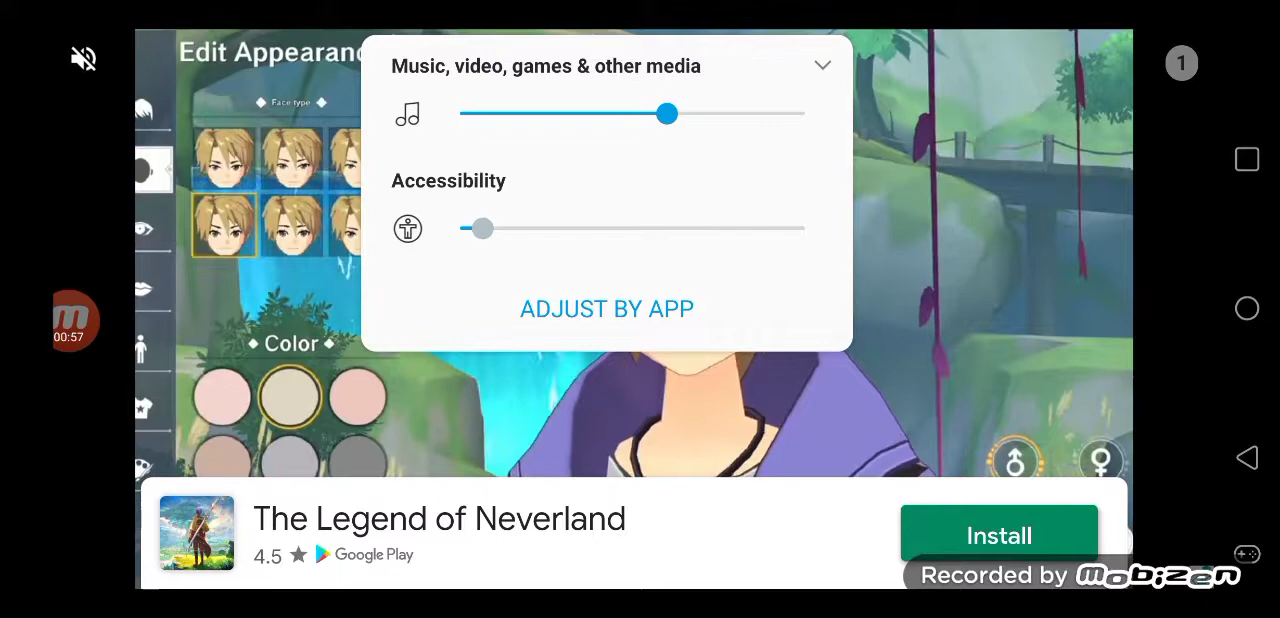 Edit Appearanc
Music, video, games & other media
1
Face type
Accessibility
ADJUST BY APP
00:57
Color
The Legend of Neverland
4.5 Google Play
Install
Recorded by mobizen